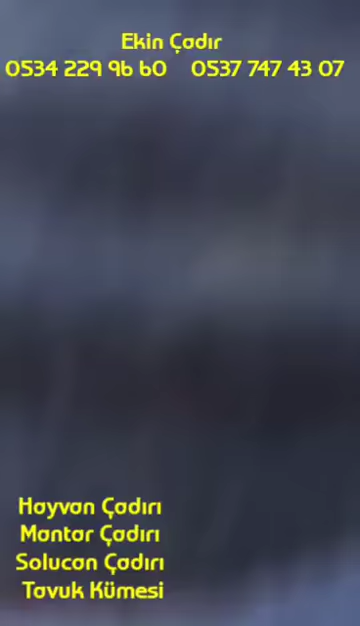 Ekin Çadır
0534 229 96 60 0537 747 43 07
Hayvan Çadırı
Mantar Çadırı
Solucan Çadırı
Tavuk Kümesi